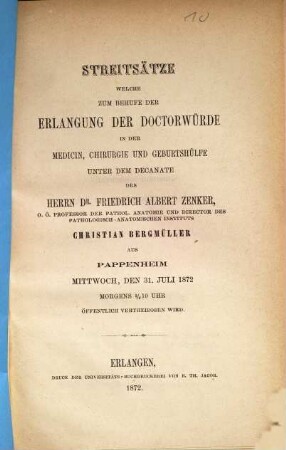 10
STREITSÄTZE
WELCHE
ZUM BEHUFE DER
ERLANGUNG DER DOCTORWÜRDE
IN DER
MEDICIN, CHIRURGIE UND GEBURTSHÜLFE
UNTER DEM DECANATE
DES
HERRN DR. FRIEDRICH ALBERT ZENKER,
O. Ö. PROFESSOR DER PATHOL. ANATOMIE UND DIRECTOR DES
PATHOLOGISCH-ANATOMISCHEN INSTITUTS
CHRISTIAN BERGMÜLLER
AUS
PAPPENHEIM
MITTWOCH, DEN 31. JULI 1872
MORGENS UHR
ÖFFENTLICH VERTHEIDIGEN WIRD.
ERLANGEN,
DRUCK DER UNIVERSITÄTS-BUCHDRUCKEREI VON E. TH. JACOB.
1872.